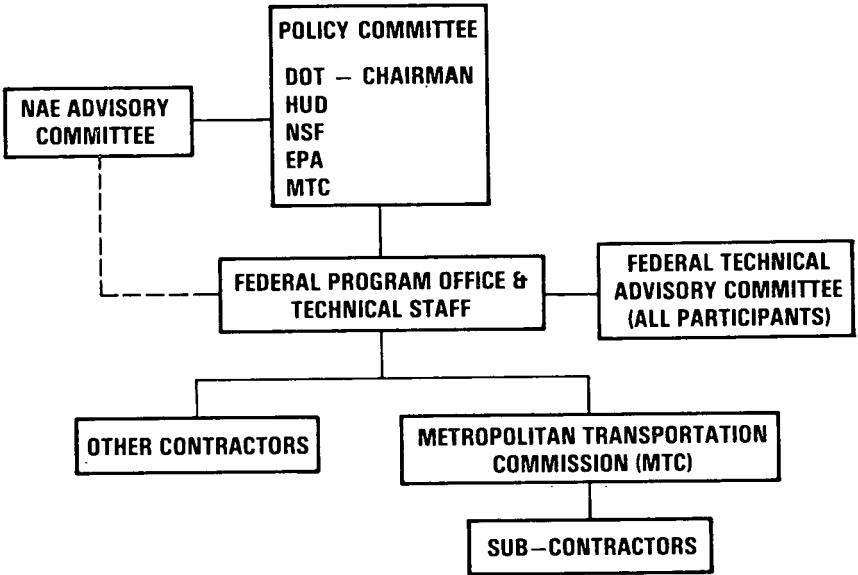 POLICY COMMITTEE
DOT – CHAIRMAN
HUD
NSF
EPA
MTC
NAE ADVISORY
COMMITTEE
FEDERAL PROGRAM OFFICE &
TECHNICAL STAFF
FEDERAL TECHNICAL
ADVISORY COMMITTEE
(ALL PARTICIPANTS)
OTHER CONTRACTORS
METROPOLITAN TRANSPORTATION
COMMISSION (MTC)
SUB–CONTRACTORS